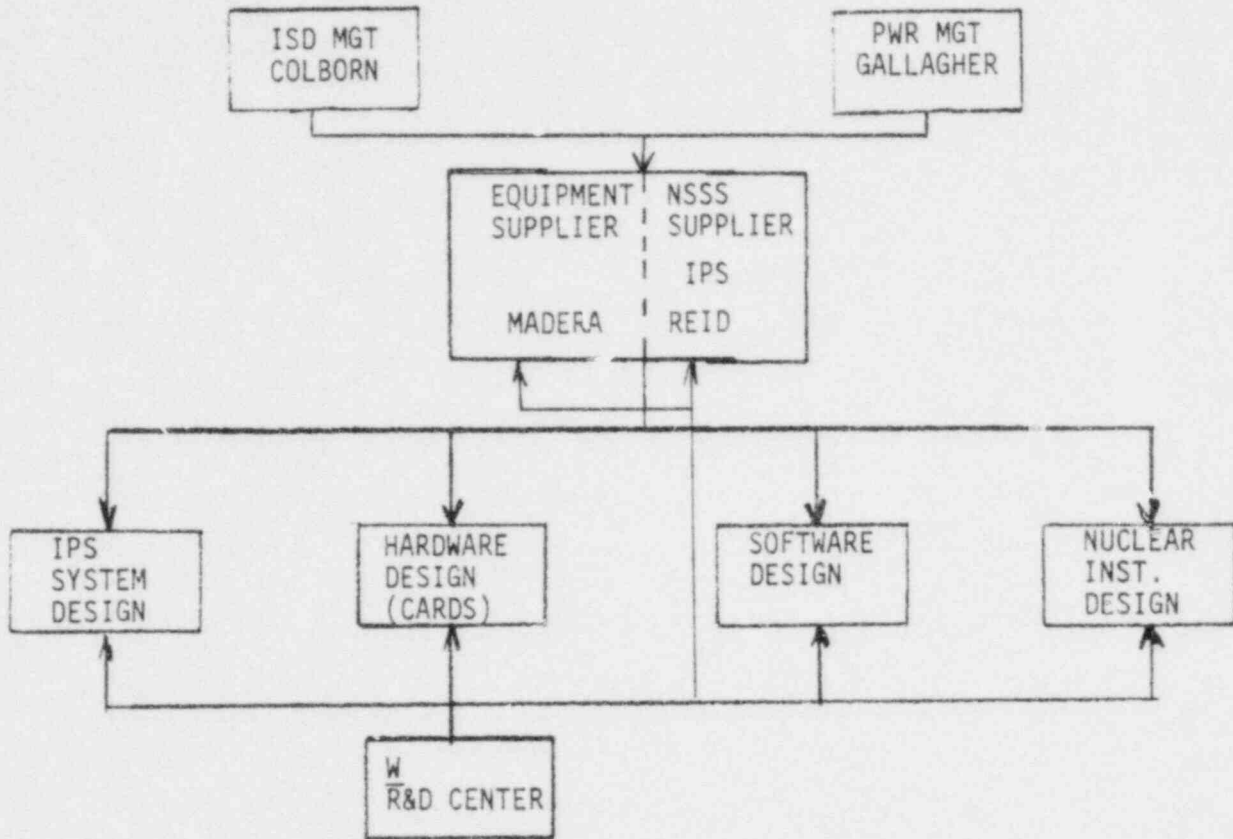 ISD MGT
COLBORN
PWR MGT
GALLAGHER
EQUIPMENT
SUPPLIER
MADERA
NSSS
SUPPLIER
IPS
REID
IPS
SYSTEM
DESIGN
HARDWARE
DESIGN
(CARDS)
SOFTWARE
DESIGN
NUCLEAR
INST.
DESIGN
W
R&D CENTER